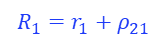 R₁ = r₁ + ρ₂₁